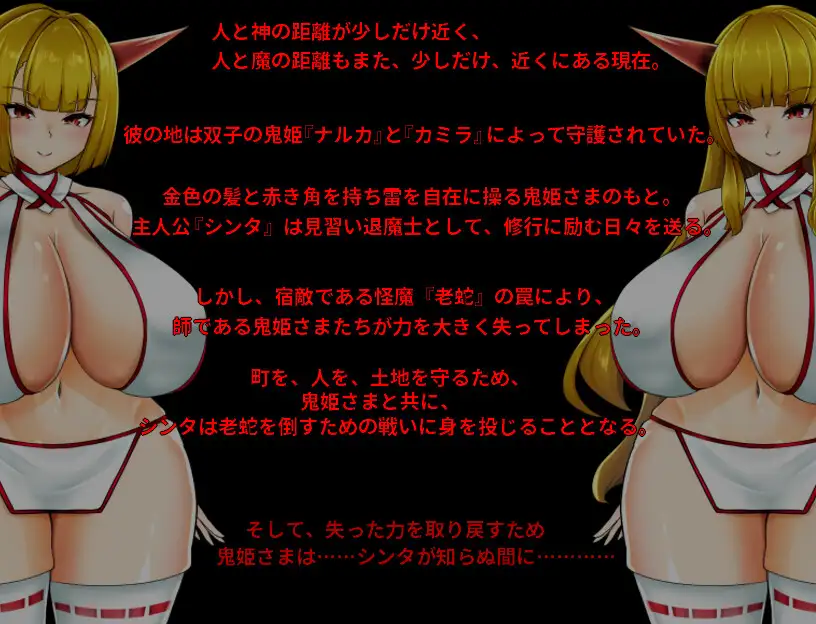 人と神の距離が少しだけ近く、
人と魔の距離もまた、少しだけ、近くにある現在。
彼の地は双子の鬼姫『ナルカ』と『カミラ』によって守護されていた。
金色の髪と赤き角を持ち雷を自在に操る鬼姫さまのもと。
主人公『シンタ』は見習い退魔士として、修行に励む日々を送る。
しかし、宿敵である怪魔『老蛇』の罠により、
師である鬼姫さまたちが力を大きく失ってしまった。
町を、人を、土地を守るため、
鬼姫さまと共に、
シンタは老蛇を倒すための戦いに身を投じることとなる。
そして、失った力を取り戻すため
鬼姫さまは……シンタが知らぬ間に…………